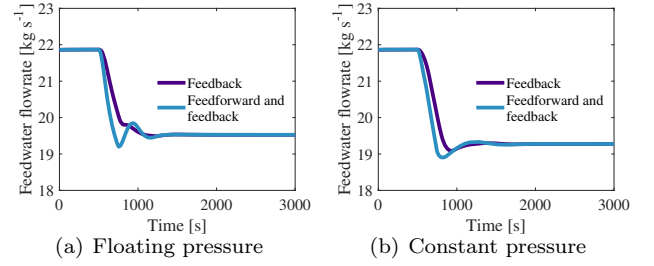 Feedwater flowrate [kg s⁻¹]
23
22
21
20
19
18
Feedback
Feedforward and
feedback
0 1000 2000 3000
Time [s]
(a) Floating pressure
Feedwater flowrate [kg s⁻¹]
23
22
21
20
19
18
Feedback
Feedforward and
feedback
0 1000 2000 3000
Time [s]
(b) Constant pressure